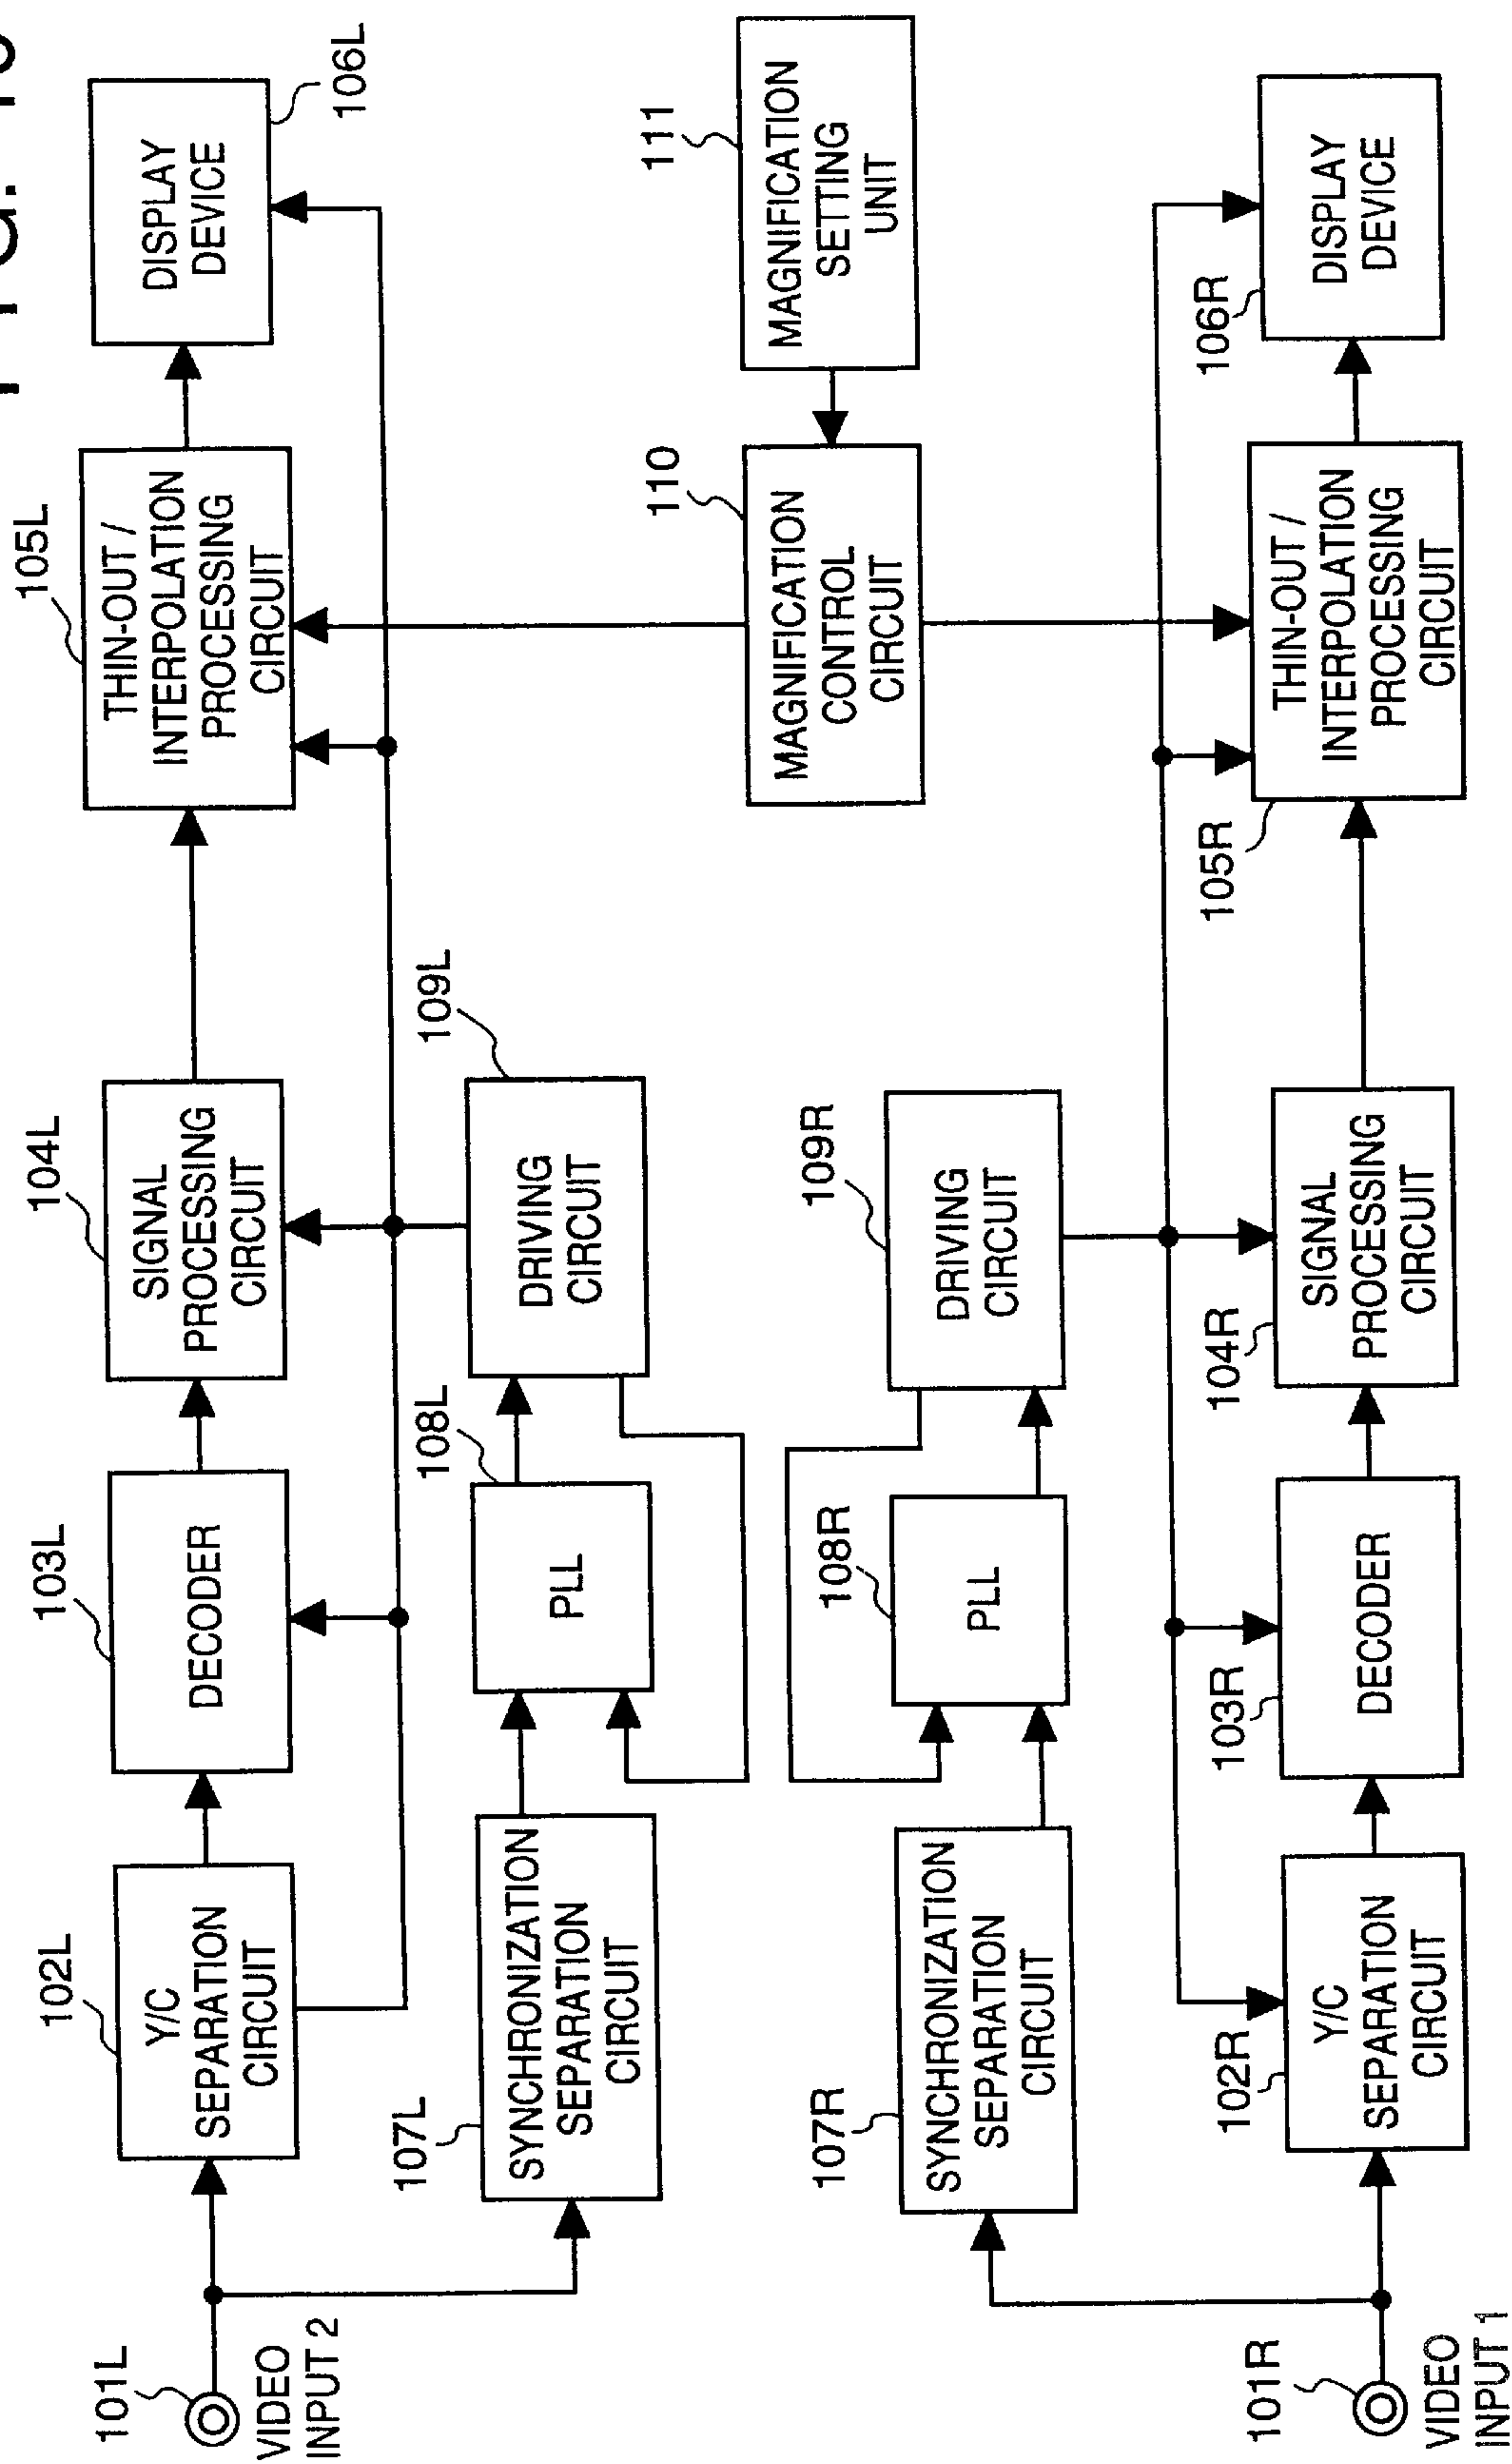 FIG.
101L
VIDEO
INPUT 2
102L
Y/C
SEPARATION
CIRCUIT
103L
DECODER
104L
SIGNAL
PROCESSING
CIRCUIT
105L
THIN-OUT /
INTERPOLATION
PROCESSING
CIRCUIT
106L
DISPLAY
DEVICE
107L
SYNCHRONIZATION
SEPARATION
CIRCUIT
108L
PLL
109L
DRIVING
CIRCUIT
110
MAGNIFICATION
CONTROL
CIRCUIT
111
MAGNIFICATION
SETTING
UNIT
107R
SYNCHRONIZATION
SEPARATION
CIRCUIT
108R
PLL
109R
DRIVING
CIRCUIT
101R
VIDEO
INPUT 1
102R
Y/C
SEPARATION
CIRCUIT
103R
DECODER
104R
SIGNAL
PROCESSING
CIRCUIT
105R
THIN-OUT /
INTERPOLATION
PROCESSING
CIRCUIT
106R
DISPLAY
DEVICE